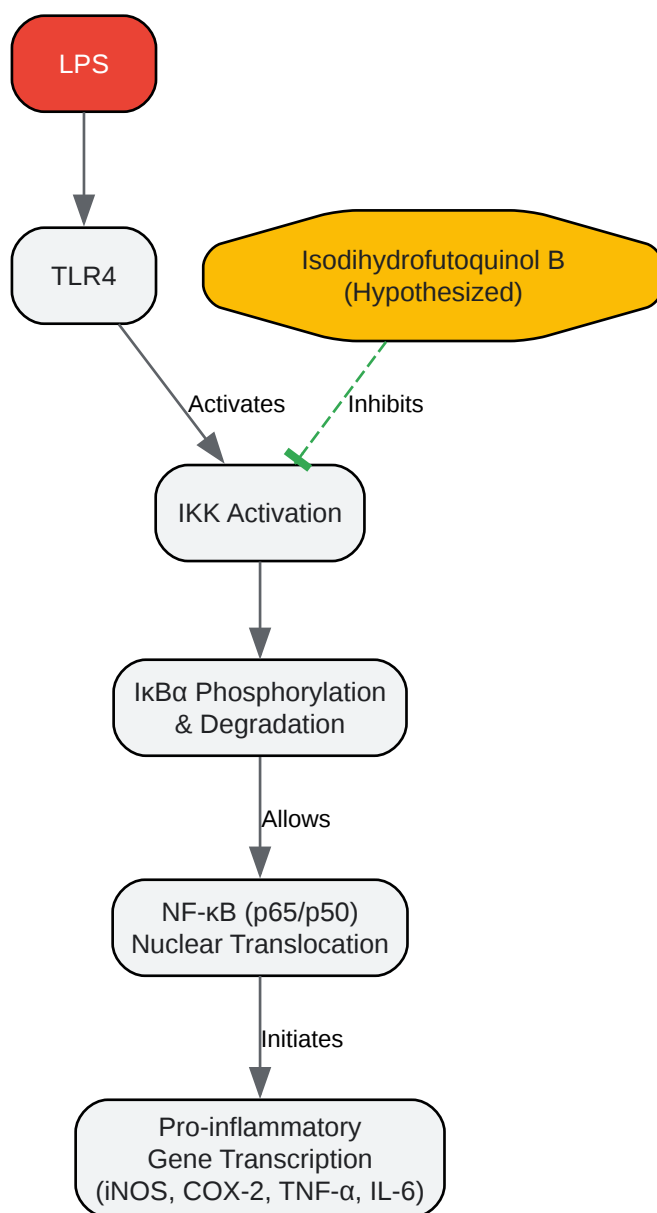 LPS
TLR4
Isodihydrofutoquinol B
(Hypothesized)
Activates
Inhibits
IKK Activation
IκBα Phosphorylation
& Degradation
Allows
NF-κB (p65/p50)
Nuclear Translocation
Initiates
Pro-inflammatory
Gene Transcription
(iNOS, COX-2, TNF-α, IL-6)